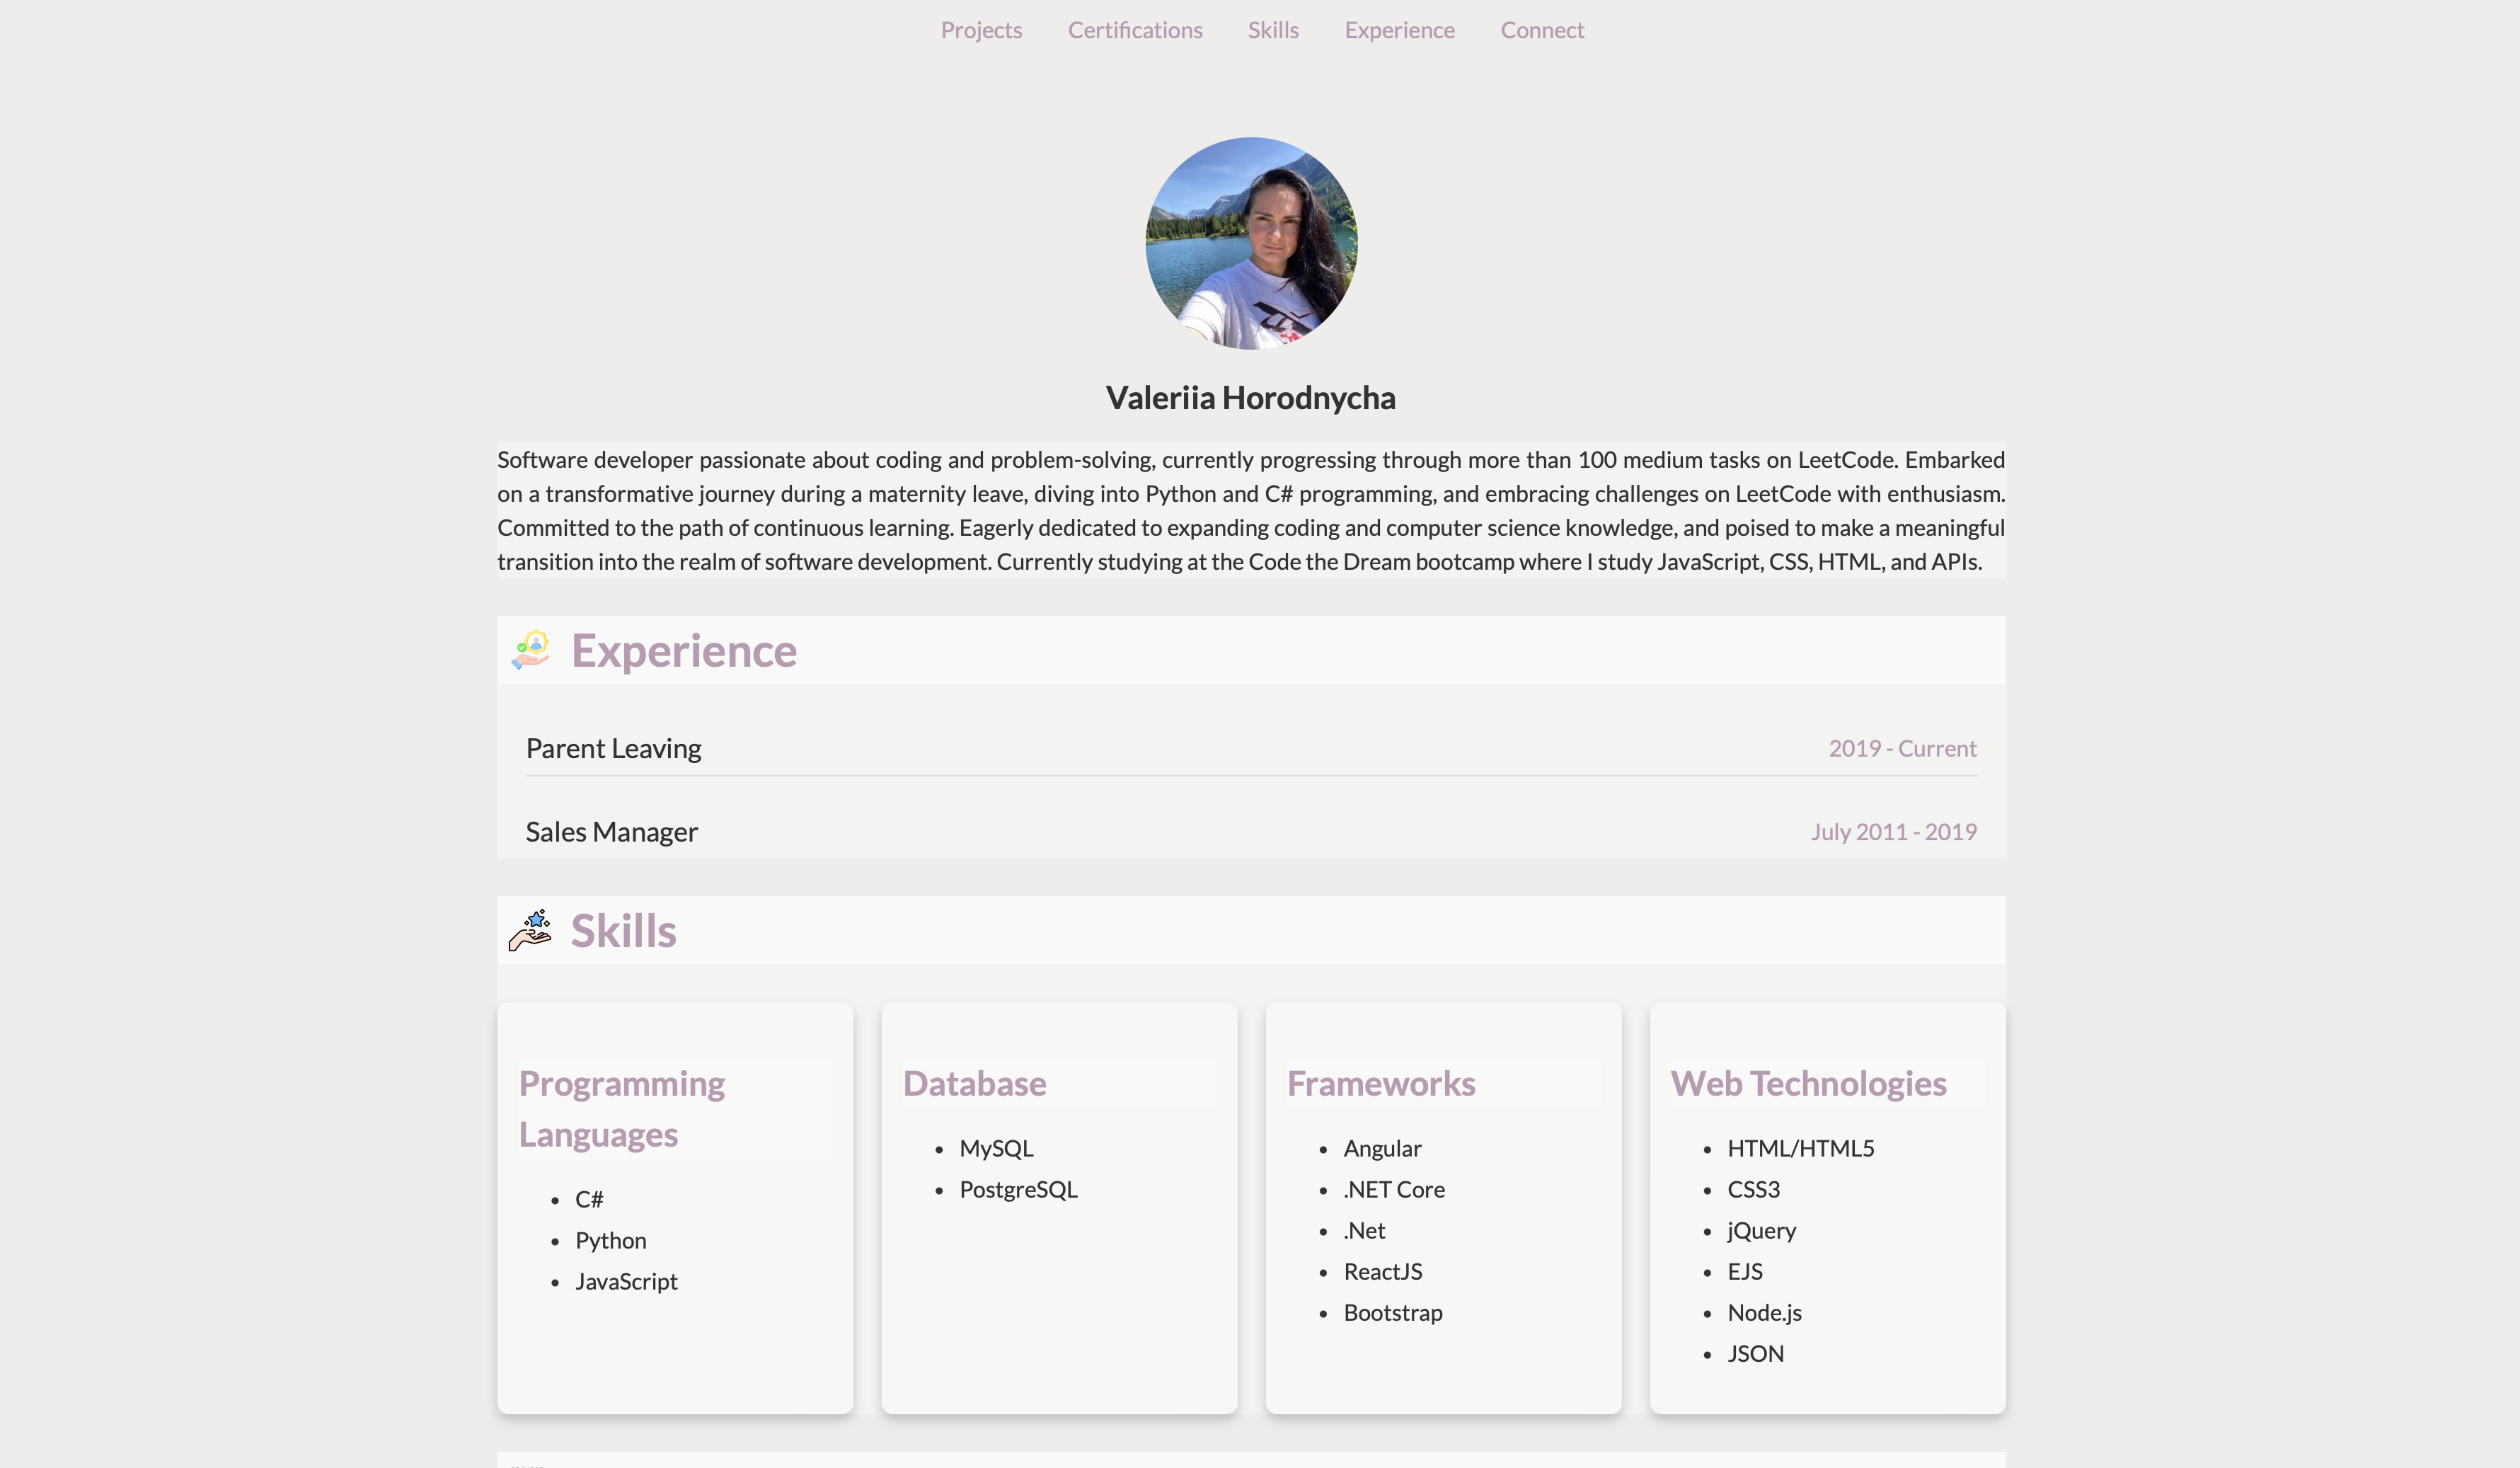 Projects Certifications Skills Experience Connect
Valeriia Horodnycha
Software developer passionate about coding and problem-solving, currently progressing through more than 100 medium tasks on LeetCode. Embarked
on a transformative journey during a maternity leave, diving into Python and C# programming, and embracing challenges on LeetCode with enthusiasm.
Committed to the path of continuous learning. Eagerly dedicated to expanding coding and computer science knowledge, and poised to make a meaningful
transition into the realm of software development. Currently studying at the Code the Dream bootcamp where I study JavaScript, CSS, HTML, and APIs.
Experience
Parent Leaving 2019 - Current
Sales Manager July 2011 - 2019
Skills
Programming
Languages
C#
Python
JavaScript
Database
MySQL
PostgreSQL
Frameworks
Angular
.NET Core
.Net
ReactJS
Bootstrap
Web Technologies
HTML/HTML5
CSS3
jQuery
EJS
Node.js
JSON